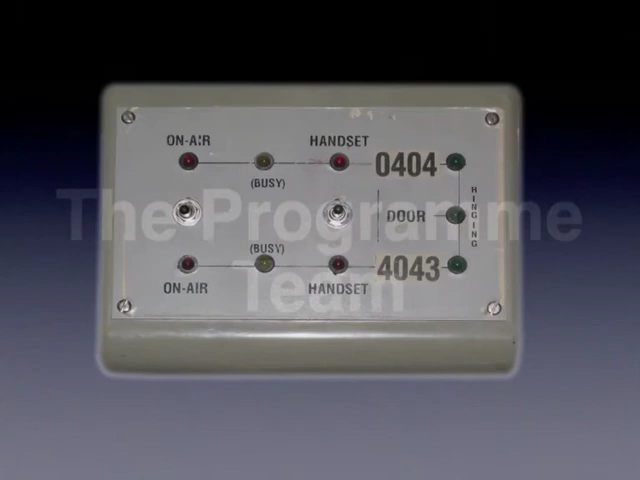 ON-AIR HANDSET
0404
(BUSY)
The Programme
DOOR
RINGING
(BUSY)
4043
Team
ON-AIR HANDSET